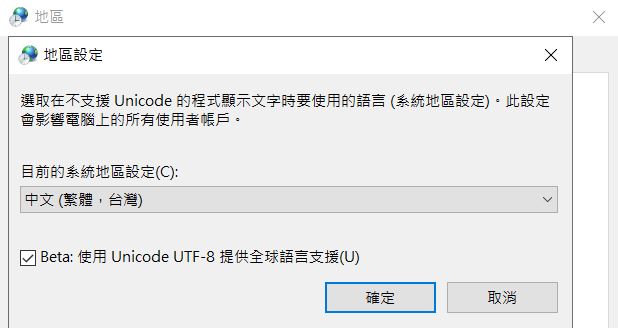 地區
地區設定
選取在不支援 Unicode 的程式顯示文字時要使用的語言 (系統地區設定)。此設定
會影響電腦上的所有使用者帳戶。
目前的系統地區設定(C):
中文 (繁體，台灣)
Beta: 使用 Unicode UTF-8 提供全球語言支援(U)
確定
取消